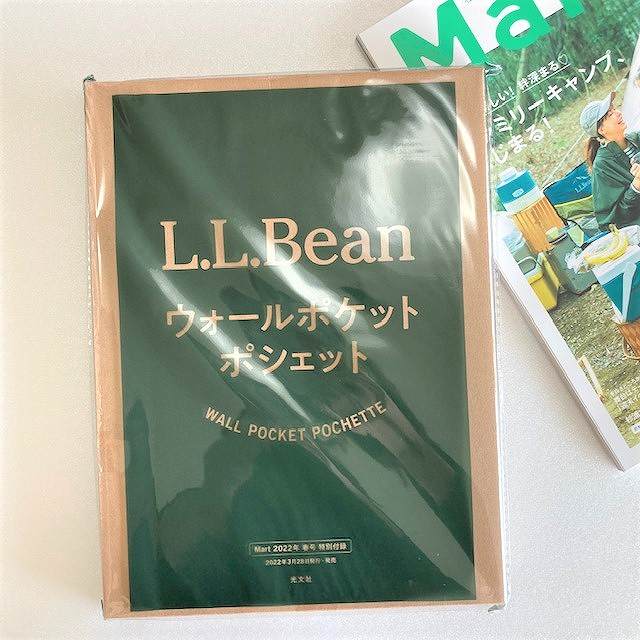 L.L.Bean
ウォールポケット
ポシェット
WALL POCKET POCHETTE
Mart 2022年 春号 特別付録
2022年3月28日発行・発売
光文社
Mar
しい! 絆深まる♡
ミリーキャンプ、
じまる!